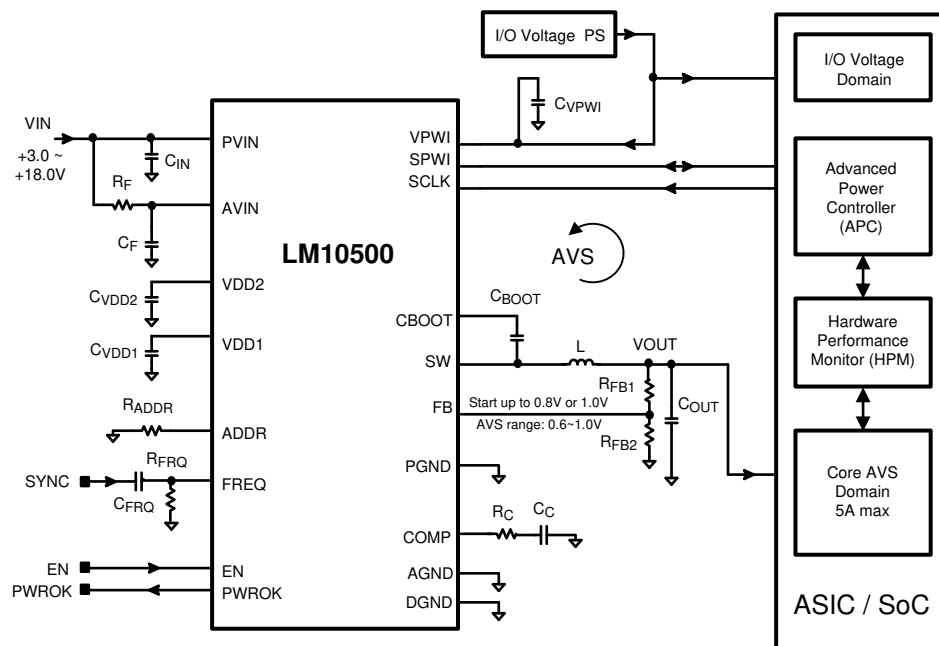 I/O Voltage PS
I/O Voltage
Domain
CVPWI
VIN
+3.0 ~
+18.0V
CIN
PVIN
VPWI
SPWI
SCLK
RF
AVIN
CF
LM10500
AVS
Advanced
Power
Controller
(APC)
CVDD2
VDD2
CBOOT
CBOOT
CVDD1
VDD1
SW
L
VOUT
Hardware
Performance
Monitor (HPM)
RFB1
FB
Start up to 0.8V or 1.0V
AVS range: 0.6~1.0V
COUT
RFB2
RADDR
ADDR
RFRQ
SYNC
FREQ
CFRQ
PGND
Core AVS
Domain
5A max
RC
CC
COMP
EN
EN
PWROK
PWROK
AGND
DGND
ASIC / SoC